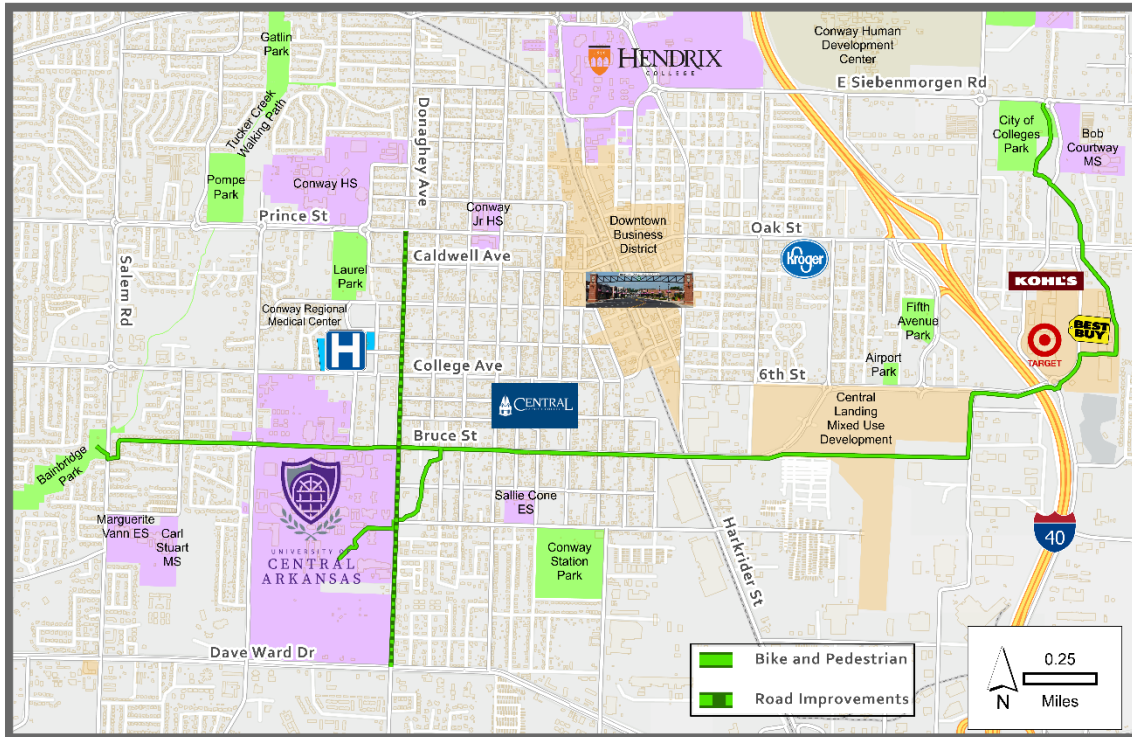 Gatlin
Park
Tucker Creek
Walking Path
Pompe
Park
Conway HS
Prince St
Donaghey Ave
HENDRIX
COLLEGE
Conway Human
Development
Center
E Siebenmorgen Rd
City of
Colleges
Park
Bob
Courtway
MS
Conway
Jr HS
Downtown
Business
District
Oak St
Caldwell Ave
Kroger
Salem Rd
Laurel
Park
Conway Regional
Medical Center
H
KOHL'S
BEST
BUY
TARGET
Fifth
Avenue
Park
Airport
Park
College Ave
6th St
CENTRAL
Central
Landing
Mixed Use
Development
Bruce St
Bainbridge
Park
Marguerite
Vann ES
Carl
Stuart
MS
UNIVERSITY OF
CENTRAL
ARKANSAS
Sallie Cone
ES
Conway
Station
Park
Harkrider St
40
Dave Ward Dr
Bike and Pedestrian
Road Improvements
0.25
Miles
N